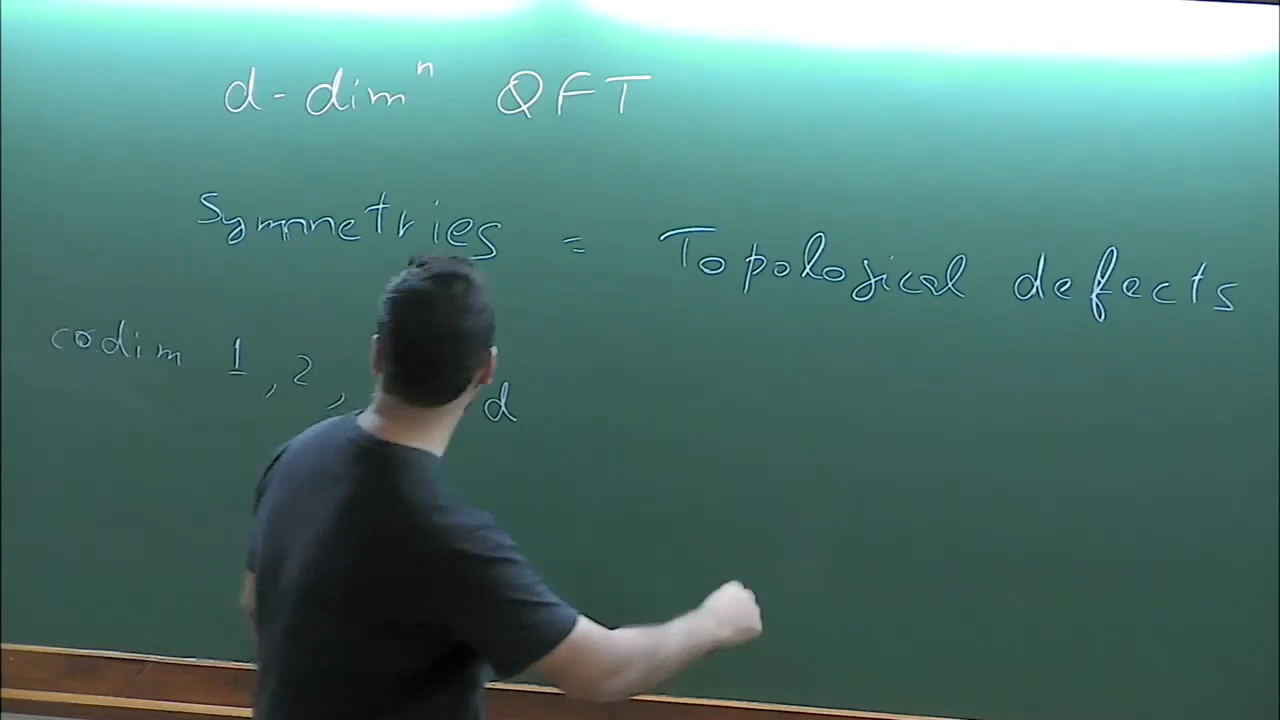 d-dimⁿ QFT
Symmetries = Topological defects
codim 1, 2, d